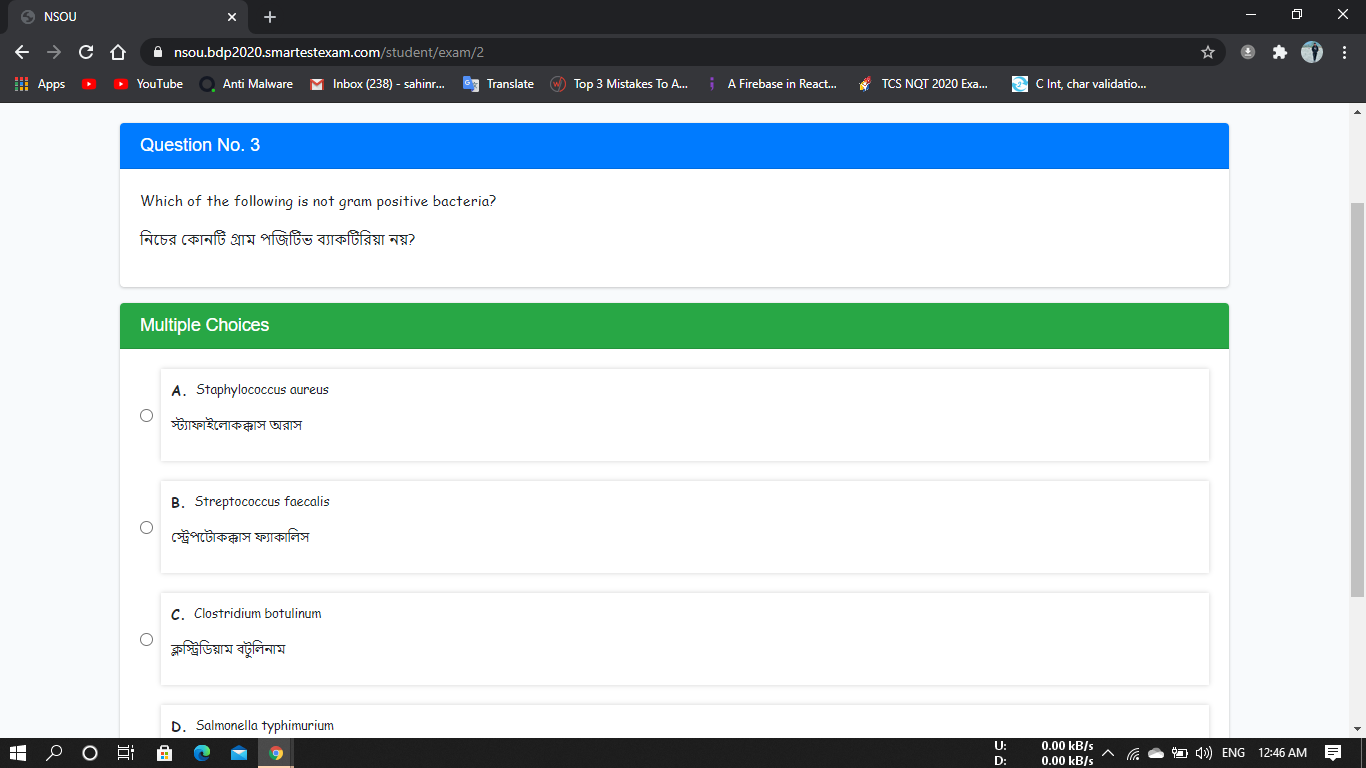 NSOU
nsou.bdp2020.smartestexam.com/student/exam/2
Apps YouTube Anti Malware Inbox (238) - sahinr... Translate Top 3 Mistakes To A... A Firebase in React... TCS NQT 2020 Exa... C Int, char validatio...
Question No. 3
Which of the following is not gram positive bacteria?
নিচের কোনটি গ্রাম পজিটিভ ব্যাকটিরিয়া নয়?
Multiple Choices
A. Staphylococcus aureus
স্ট্যাফাইলোকক্কাস অরাস
B. Streptococcus faecalis
স্ট্রেপটোকক্কাস ফ্যাকালিস
C. Clostridium botulinum
ক্লস্ট্রিডিয়াম বটুলিনাম
D. Salmonella typhimurium
U: 0.00 kB/s
D: 0.00 kB/s
ENG 12:46 AM